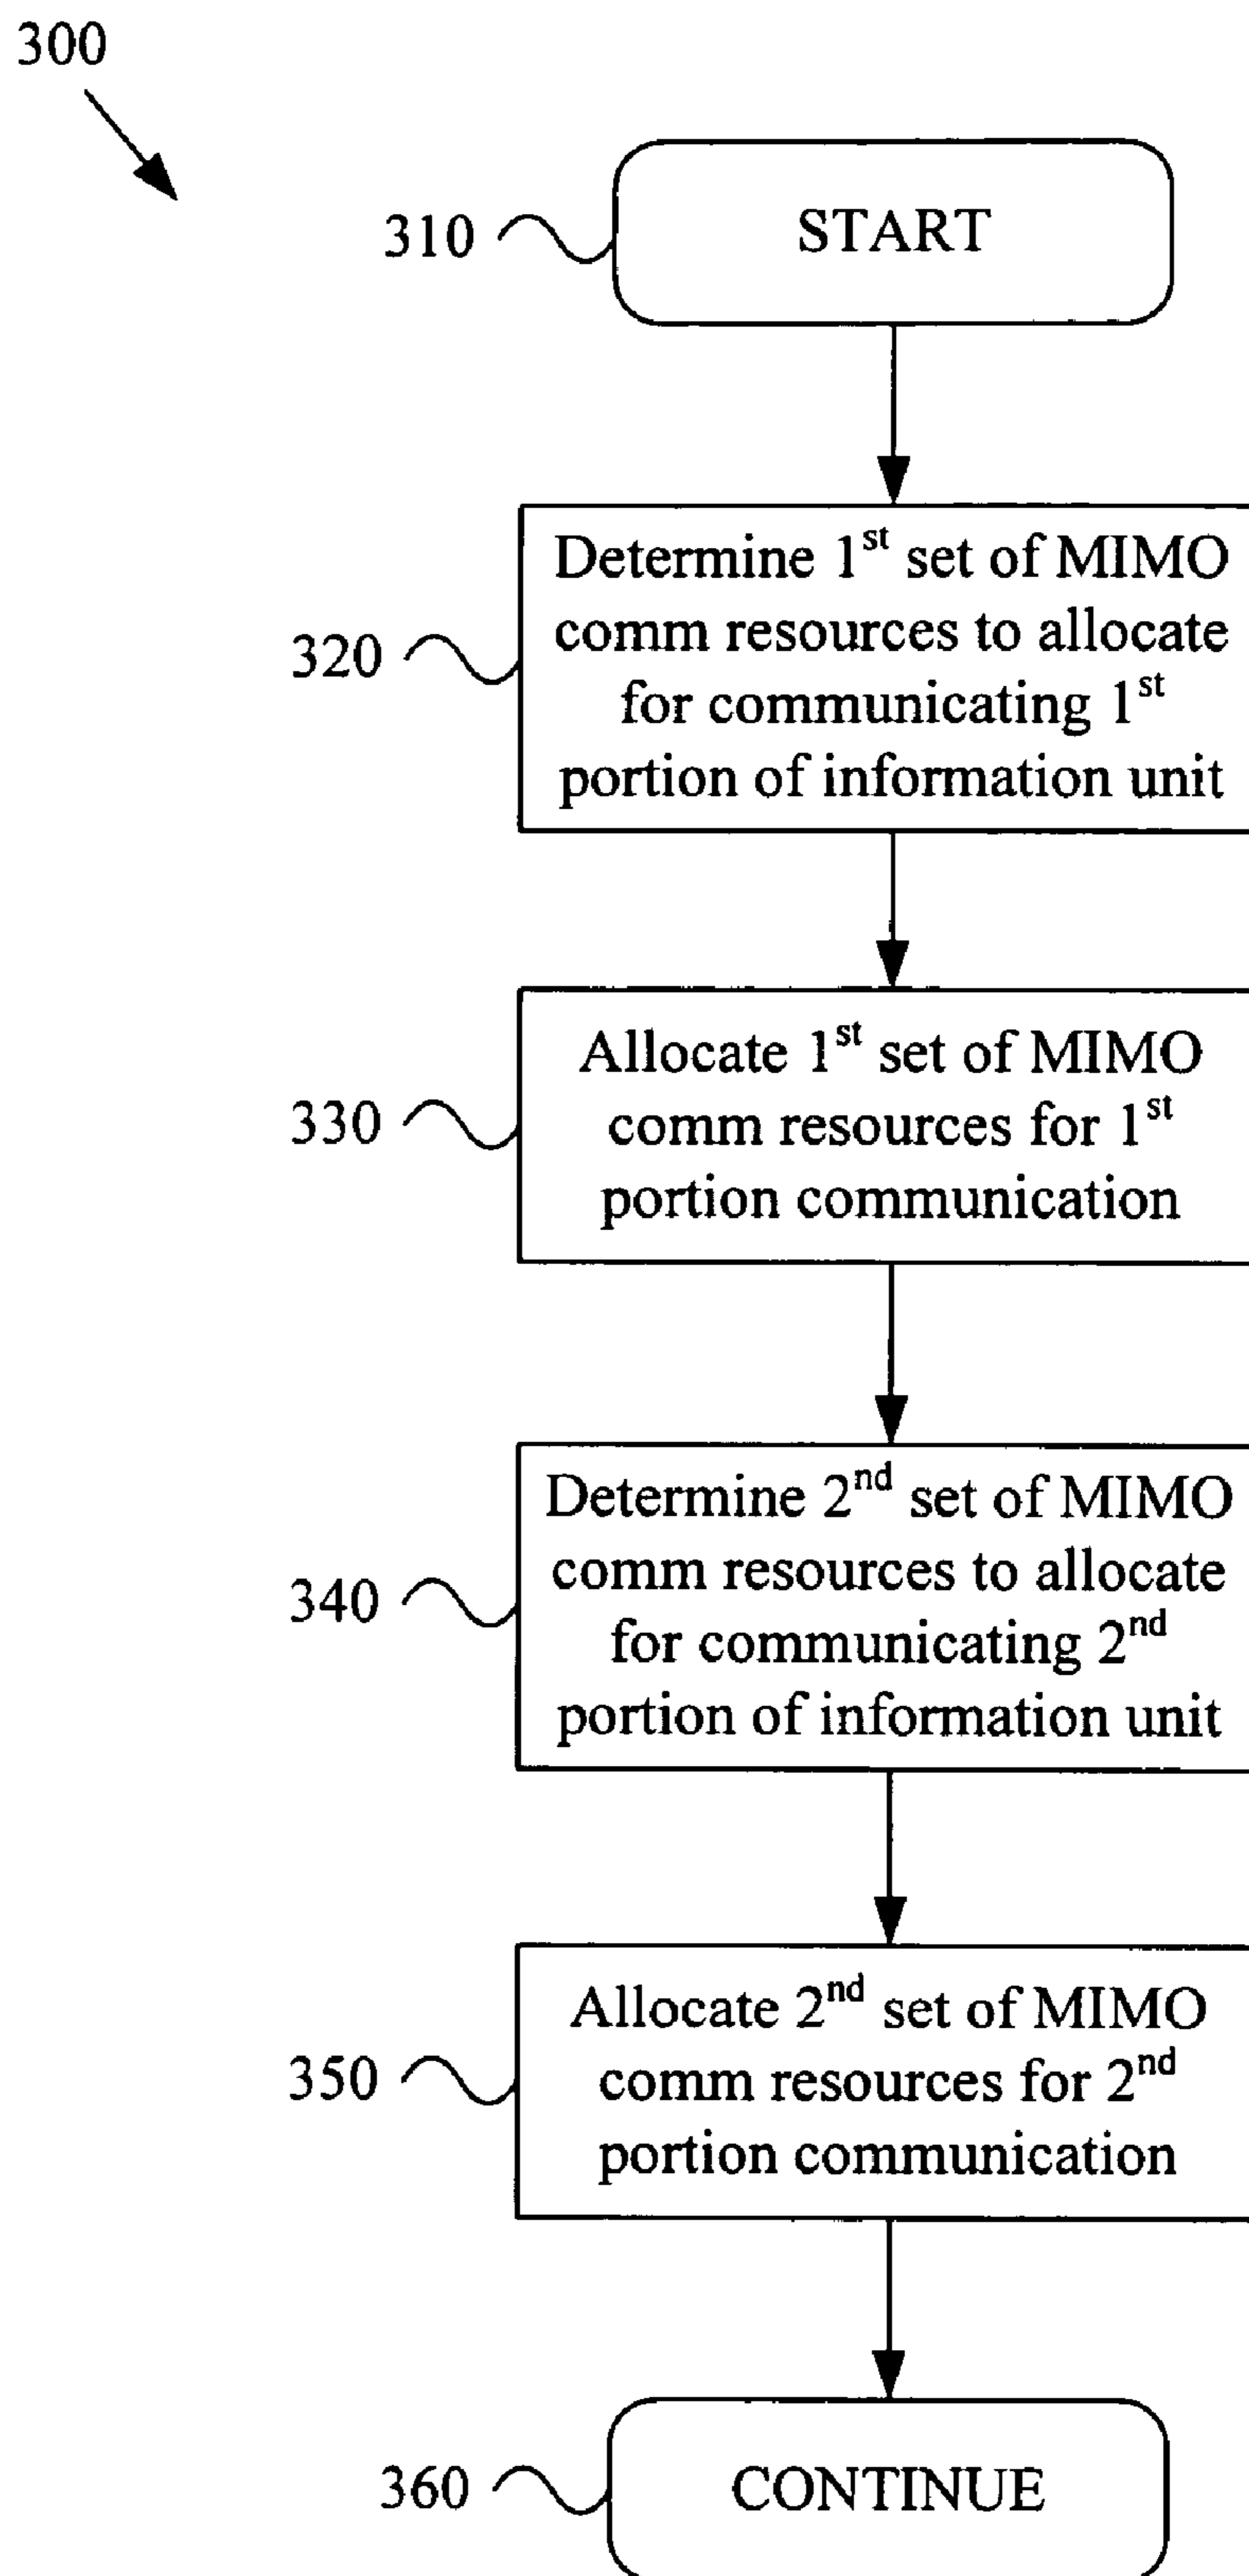 300
310
START
320
Determine 1st set of MIMO
comm resources to allocate
for communicating 1st
portion of information unit
330
Allocate 1st set of MIMO
comm resources for 1st
portion communication
340
Determine 2nd set of MIMO
comm resources to allocate
for communicating 2nd
portion of information unit
350
Allocate 2nd set of MIMO
comm resources for 2nd
portion communication
360
CONTINUE